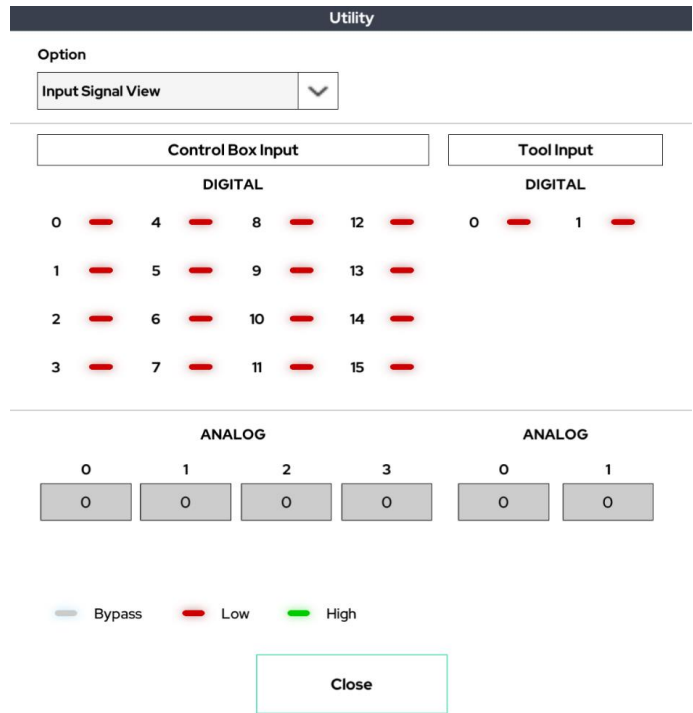 Utility
Option
Input Signal View
Control Box Input Tool Input
DIGITAL DIGITAL
0 4 8 12 0 1
1 5 9 13
2 6 10 14
3 7 11 15
ANALOG ANALOG
0 1 2 3 0 1
0 0 0 0 0 0
Bypass Low High
Close